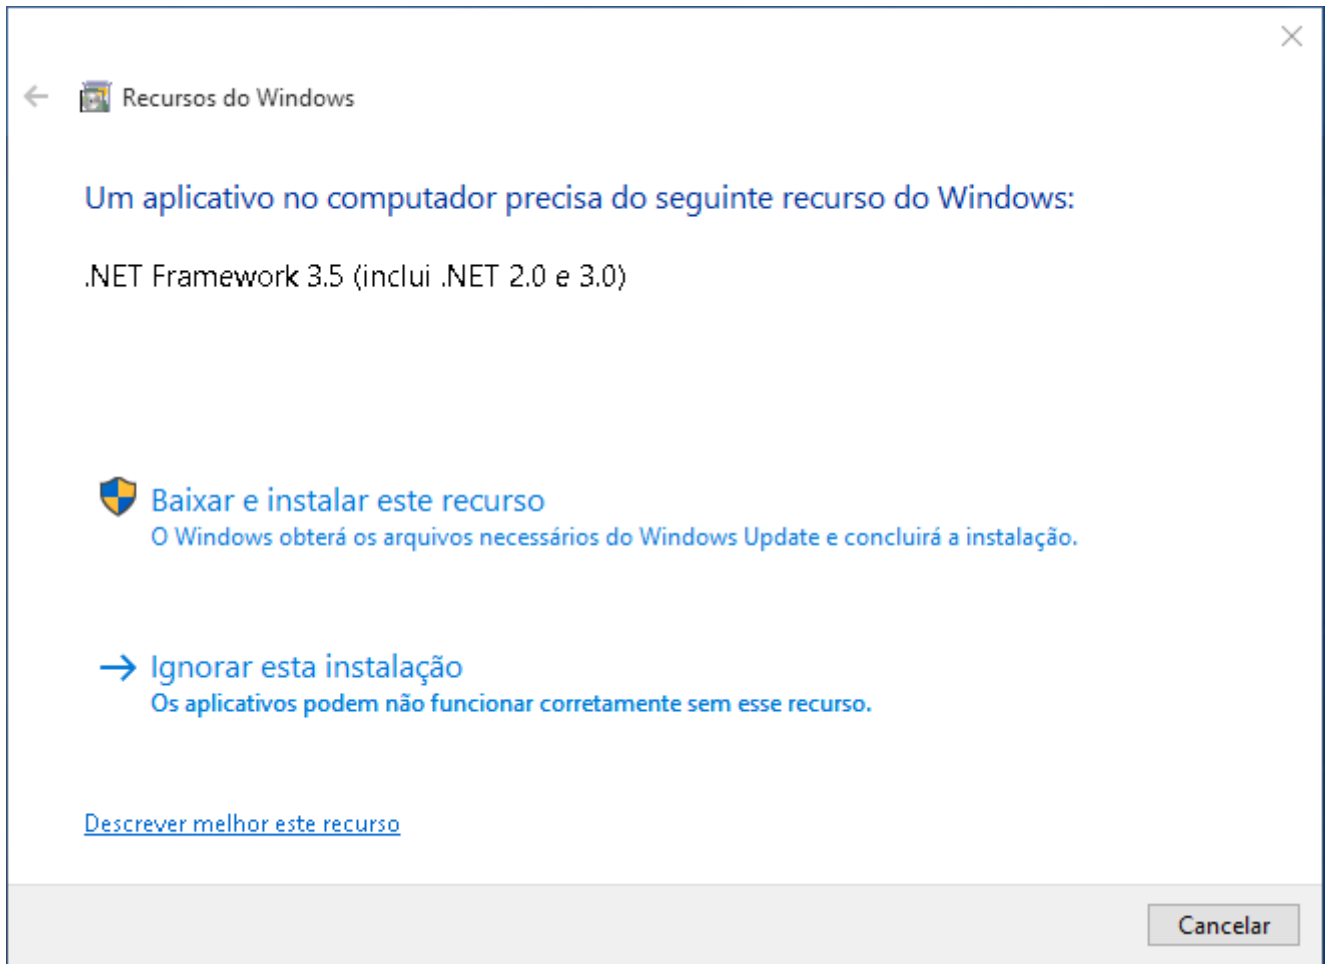 Recursos do Windows
Um aplicativo no computador precisa do seguinte recurso do Windows:
.NET Framework 3.5 (inclui .NET 2.0 e 3.0)
Baixar e instalar este recurso
O Windows obterá os arquivos necessários do Windows Update e concluirá a instalação.
Ignorar esta instalação
Os aplicativos podem não funcionar corretamente sem esse recurso.
Descrever melhor este recurso
Cancelar